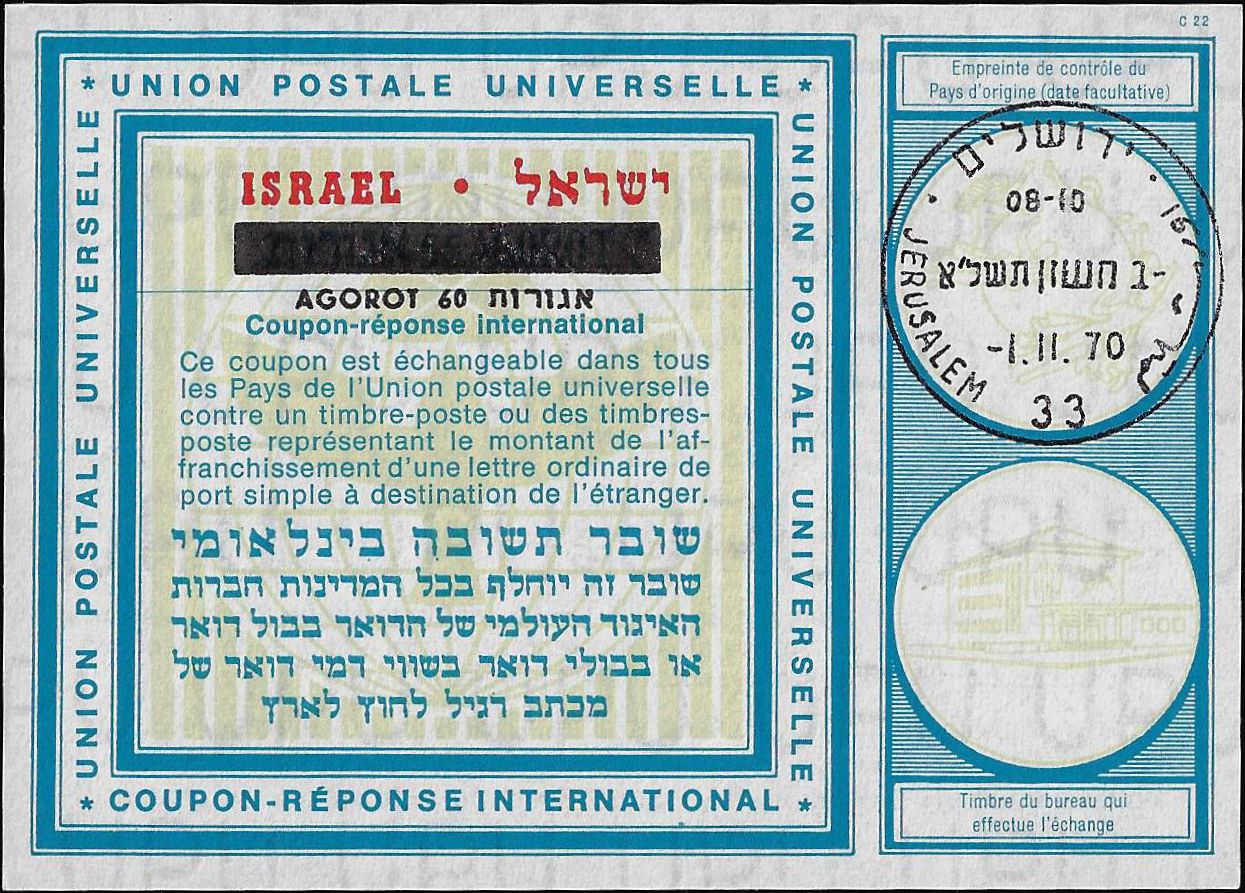 C 22
* UNION POSTALE UNIVERSELLE *
UNION POSTALE UNIVERSELLE
UNION POSTALE UNIVERSELLE
ISRAEL • ישראל
AGOROT 60 אגורות
Coupon-réponse international
Ce coupon est échangeable dans tous
les Pays de l'Union postale universelle
contre un timbre-poste ou des timbres-
poste représentant le montant de l'af-
franchissement d'une lettre ordinaire de
port simple à destination de l'étranger.
שובר תשובה בינלאומי
שובר זה יוחלף בכל המדינות חברות
האיגוד העולמי של הדואר בבול דואר
או בבולי דואר בשווי דמי דואר של
מכתב רגיל לחוץ לארץ
* COUPON-RÉPONSE INTERNATIONAL *
Empreinte de contrôle du
Pays d'origine (date facultative)
ירושלים
08-10
-ב חשון תשל"א
-1.11.70
JERUSALEM
33
Timbre du bureau qui
effectue l'échange